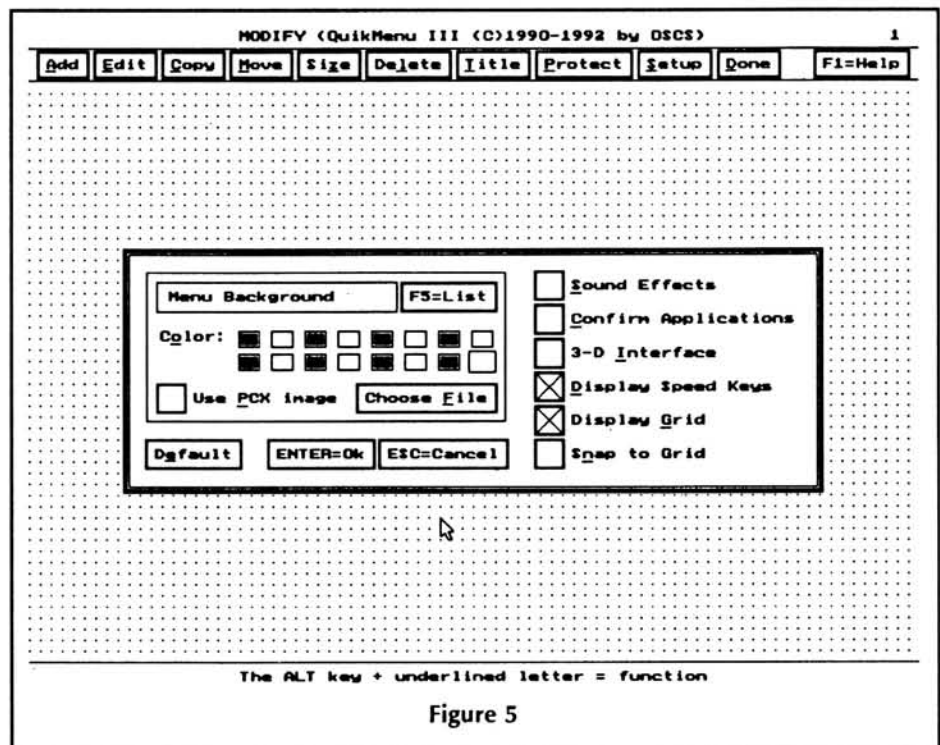 MODIFY (QuikMenu III (C)1990-1992 by OSCS) 1
Add Edit Copy Move Size Delete Title Protect Setup Done F1=Help
Menu Background F5=List
Color:
Use PCX image Choose File
Default ENTER=Ok ESC=Cancel
Sound Effects
Confirm Applications
3-D Interface
Display Speed Keys
Display Grid
Snap to Grid
The ALT key + underlined letter = function
Figure 5